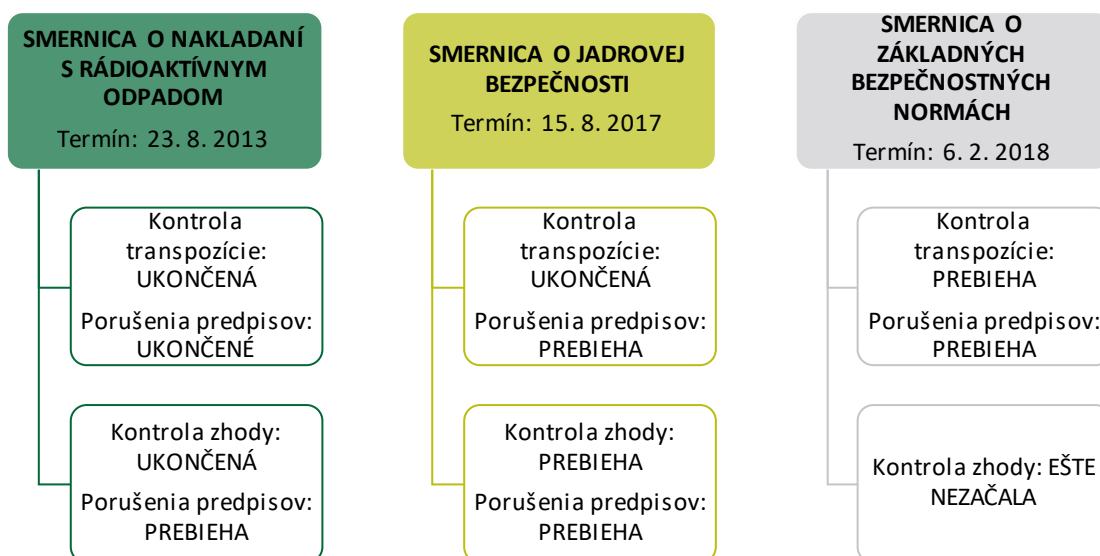 SMERNICA O NAKLADANÍ
S RÁDIOAKTÍVNYM
ODPADOM
Termín: 23. 8. 2013
Kontrola
transpozície:
UKONČENÁ
Porušenia predpisov:
UKONČENÉ
Kontrola zhody:
UKONČENÁ
Porušenia predpisov:
PREBIEHA
SMERNICA O JADROVEJ
BEZPEČNOSTI
Termín: 15. 8. 2017
Kontrola
transpozície:
UKONČENÁ
Porušenia predpisov:
PREBIEHA
Kontrola zhody:
PREBIEHA
Porušenia predpisov:
PREBIEHA
SMERNICA O
ZÁKLADNÝCH
BEZPEČNOSTNÝCH
NORMÁCH
Termín: 6. 2. 2018
Kontrola
transpozície:
PREBIEHA
Porušenia predpisov:
PREBIEHA
Kontrola zhody: EŠTE
NEZAČALA